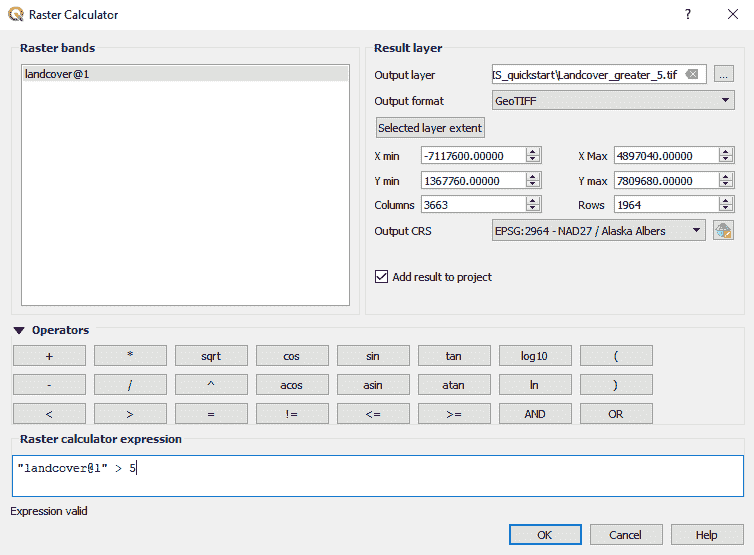 Raster Calculator
? ×
Raster bands
landcover@1
Result layer
Output layer IS_quickstart\Landcover_greater_5.tif ...
Output format GeoTIFF
Selected layer extent
X min -7117600.00000 X Max 4897040.00000
Y min 1367760.00000 Y max 7809680.00000
Columns 3663 Rows 1964
Output CRS EPSG:2964 - NAD27 / Alaska Albers
Add result to project
Operators
+ * sqrt cos sin tan log10 (
- / ^ acos asin atan ln )
< > = != <= >= AND OR
Raster calculator expression
"landcover@1" > 5
Expression valid
OK Cancel Help